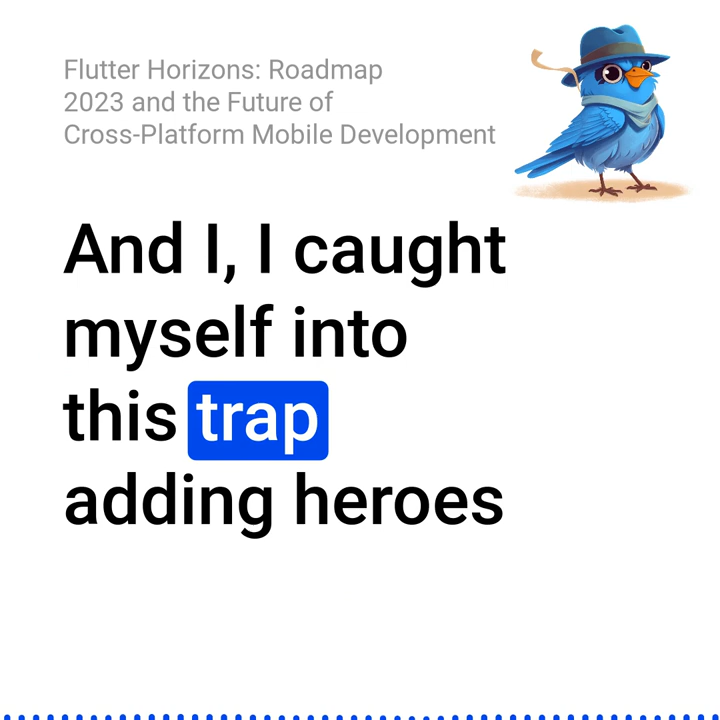 Flutter Horizons: Roadmap
2023 and the Future of
Cross-Platform Mobile Development
And I, I caught
myself into
this trap
adding heroes